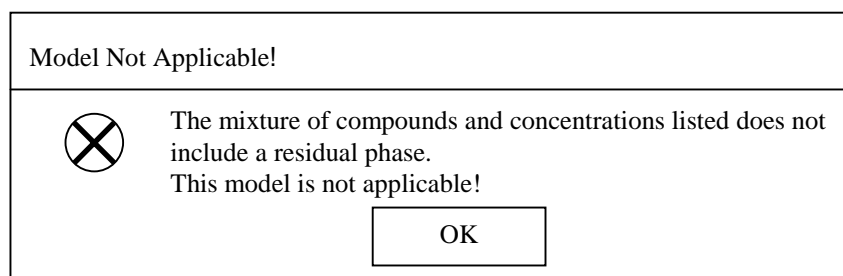 Model Not Applicable!
The mixture of compounds and concentrations listed does not
include a residual phase.
This model is not applicable!
OK